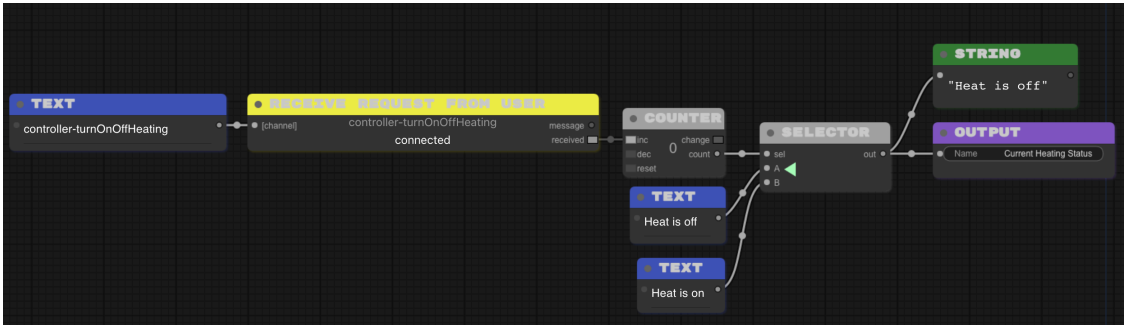 TEXT
controller-turnOnOffHeating
RECEIVE REQUEST FROM USER
[channel]
controller-turnOnOffHeating
connected
message
received
COUNTER
inc
dec
reset
0
change
count
TEXT
Heat is off
TEXT
Heat is on
SELECTOR
sel
A
B
out
STRING
"Heat is off"
OUTPUT
Name Current Heating Status